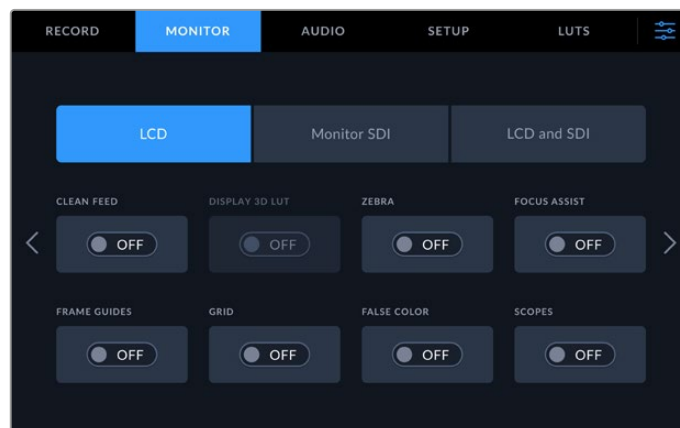 RECORD MONITOR AUDIO SETUP LUTS
LCD Monitor SDI LCD and SDI
CLEAN FEED DISPLAY 3D LUT ZEBRA FOCUS ASSIST
OFF OFF OFF OFF
FRAME GUIDES GRID FALSE COLOR SCOPES
OFF OFF OFF OFF